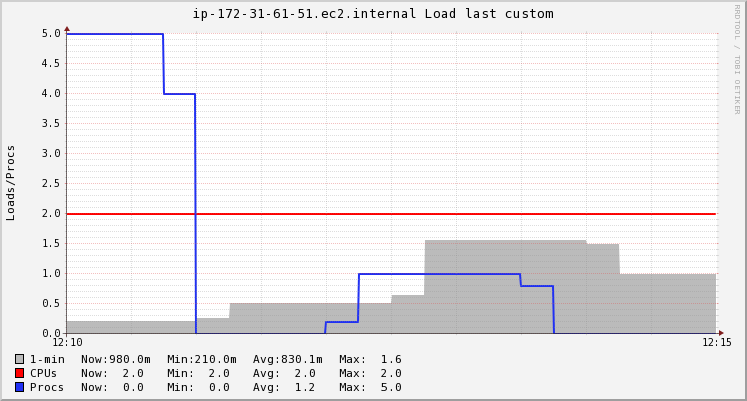 ip-172-31-61-51.ec2.internal Load last custom
RRDTOOL / TOBI OETIKER
Loads/Procs
5.0
4.5
4.0
3.5
3.0
2.5
2.0
1.5
1.0
0.5
0.0
12:10 12:15
1-min Now:980.0m Min:210.0m Avg:830.1m Max: 1.6
CPUs Now: 2.0 Min: 2.0 Avg: 2.0 Max: 2.0
Procs Now: 0.0 Min: 0.0 Avg: 1.2 Max: 5.0